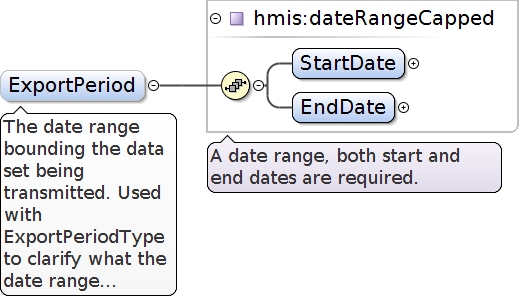 hmis:dateRangeCapped
StartDate
ExportPeriod
EndDate
The date range
bounding the data
set being
transmitted. Used
with
ExportPeriodType
to clarify what the
date range...
A date range, both start and
end dates are required.